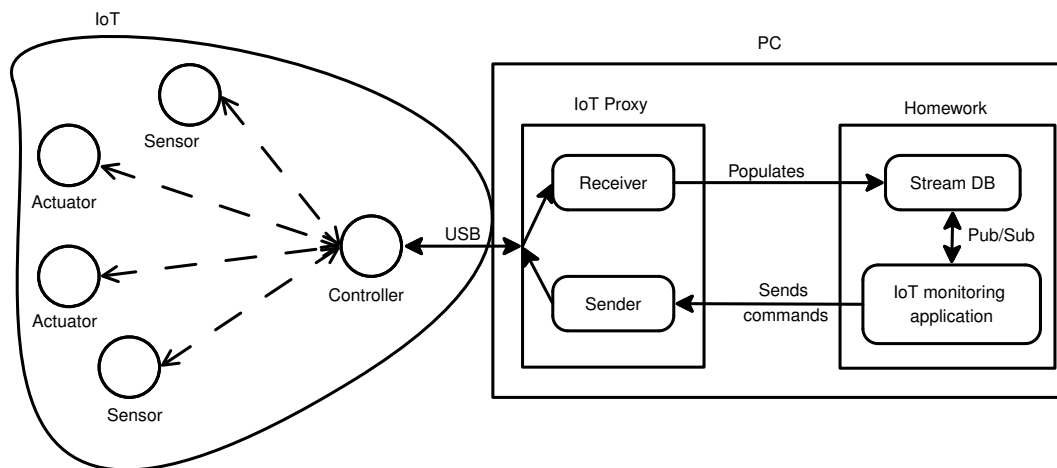 IoT
PC
Sensor
Actuator
Actuator
Sensor
Controller
USB
IoT Proxy
Receiver
Sender
Populates
Sends
commands
Homework
Stream DB
Pub/Sub
IoT monitoring
application